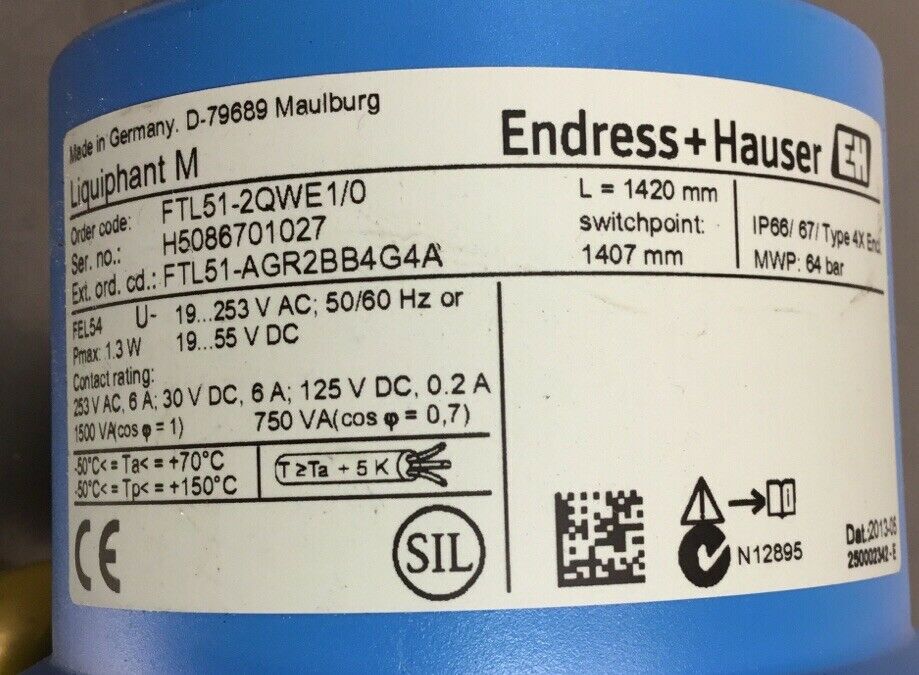 Made in Germany. D-79689 Maulburg
Endress+Hauser EH
Liquiphant M
Order code: FTL51-2QWE1/0
Ser. no.: H5086701027
Ext. ord. cd.: FTL51-AGR2BB4G4A
L = 1420 mm
switchpoint:
1407 mm
IP66/ 67/ Type 4X Encl.
MWP: 64 bar
FEL54 U~ 19...253 V AC; 50/60 Hz or
Pmax: 1.3 W 19...55 V DC
Contact rating:
253 VAC, 6 A; 30 V DC, 6 A; 125 V DC, 0.2 A
1500 VA(cos φ = 1) 750 VA(cos φ = 0,7)
-50°C< = Ta< = +70°C
-50°C< = Tp< = +150°C
T ≥Ta + 5 K
CE
SIL
N12895
Dat.:2013-05
250002342-E